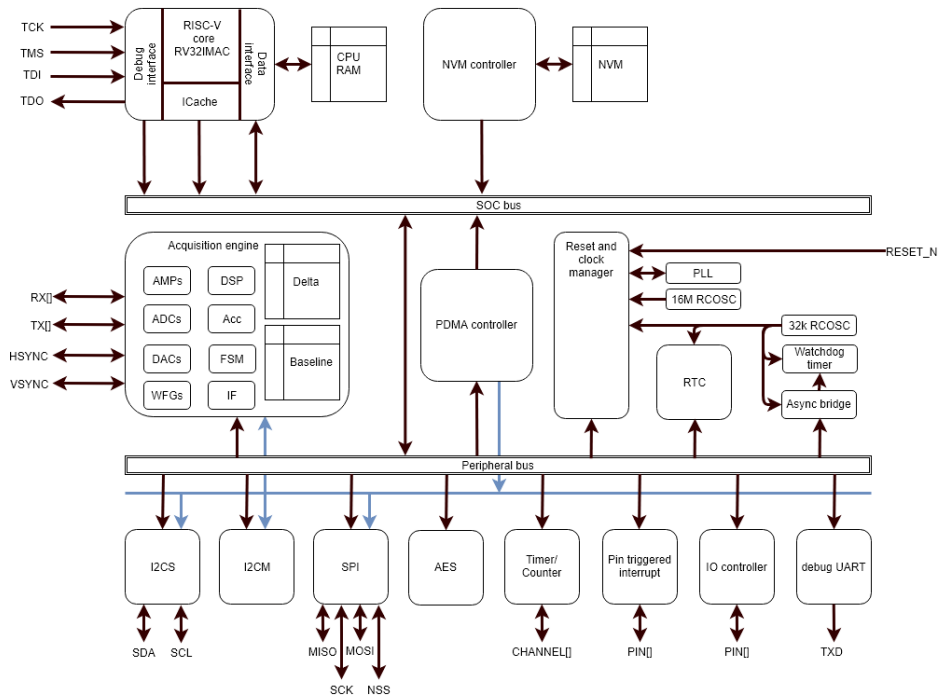 TCK
TMS
TDI
TDO
Debug
interface
RISC-V
core
RV32IMAC
ICache
Data
interface
CPU
RAM
NVM controller
NVM
SOC bus
Acquisition engine
AMPs
DSP
ADCs
Acc
DACs
FSM
WFGs
IF
Delta
Baseline
RX[]
TX[]
HSYNC
VSYNC
PDMA controller
Reset and
clock
manager
RESET_N
PLL
16M RCOSC
32k RCOSC
RTC
Watchdog
timer
Async bridge
Peripheral bus
I2CS
I2CM
SPI
AES
Timer/
Counter
Pin triggered
interrupt
IO controller
debug UART
SDA
SCL
MISO
MOSI
SCK
NSS
CHANNEL[]
PIN[]
PIN[]
TXD